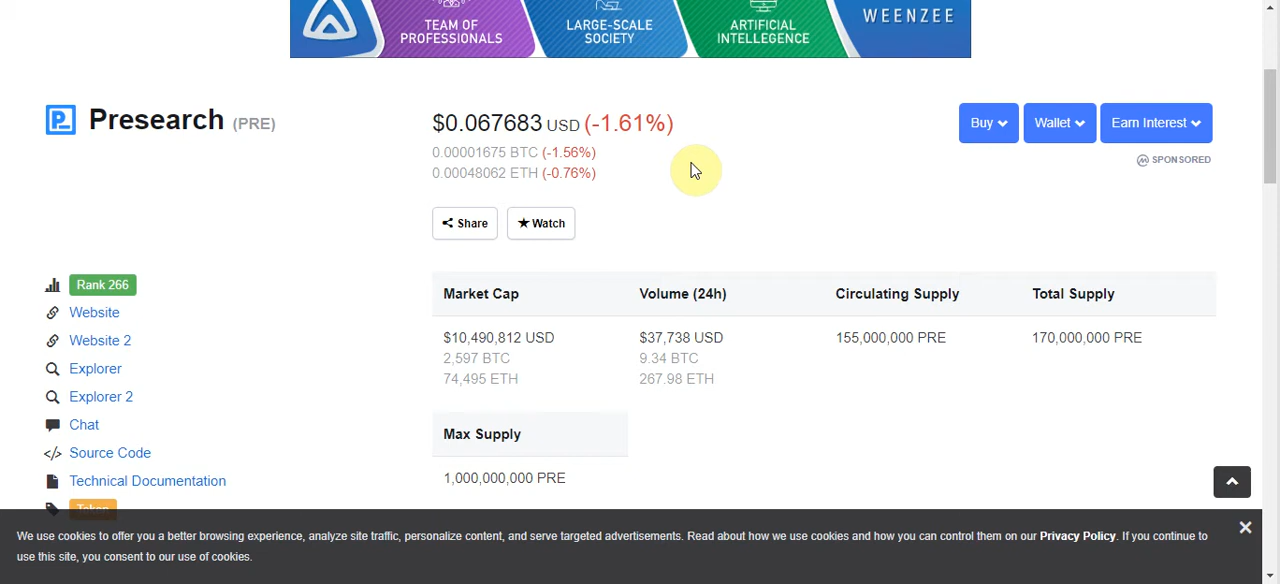 TEAM OF
PROFESSIONALS
LARGE-SCALE
SOCIETY
ARTIFICIAL
INTELLEGENCE
WEENZEE
Presearch (PRE)
$0.067683 USD (-1.61%)
0.00001675 BTC (-1.56%)
0.00048062 ETH (-0.76%)
Buy
Wallet
Earn Interest
SPONSORED
Share
Watch
Rank 266
Website
Website 2
Explorer
Explorer 2
Chat
Source Code
Technical Documentation
Token
Market Cap
Volume (24h)
Circulating Supply
Total Supply
$10,490,812 USD
2,597 BTC
74,495 ETH
$37,738 USD
9.34 BTC
267.98 ETH
155,000,000 PRE
170,000,000 PRE
Max Supply
1,000,000,000 PRE
We use cookies to offer you a better browsing experience, analyze site traffic, personalize content, and serve targeted advertisements. Read about how we use cookies and how you can control them on our Privacy Policy. If you continue to
use this site, you consent to our use of cookies.